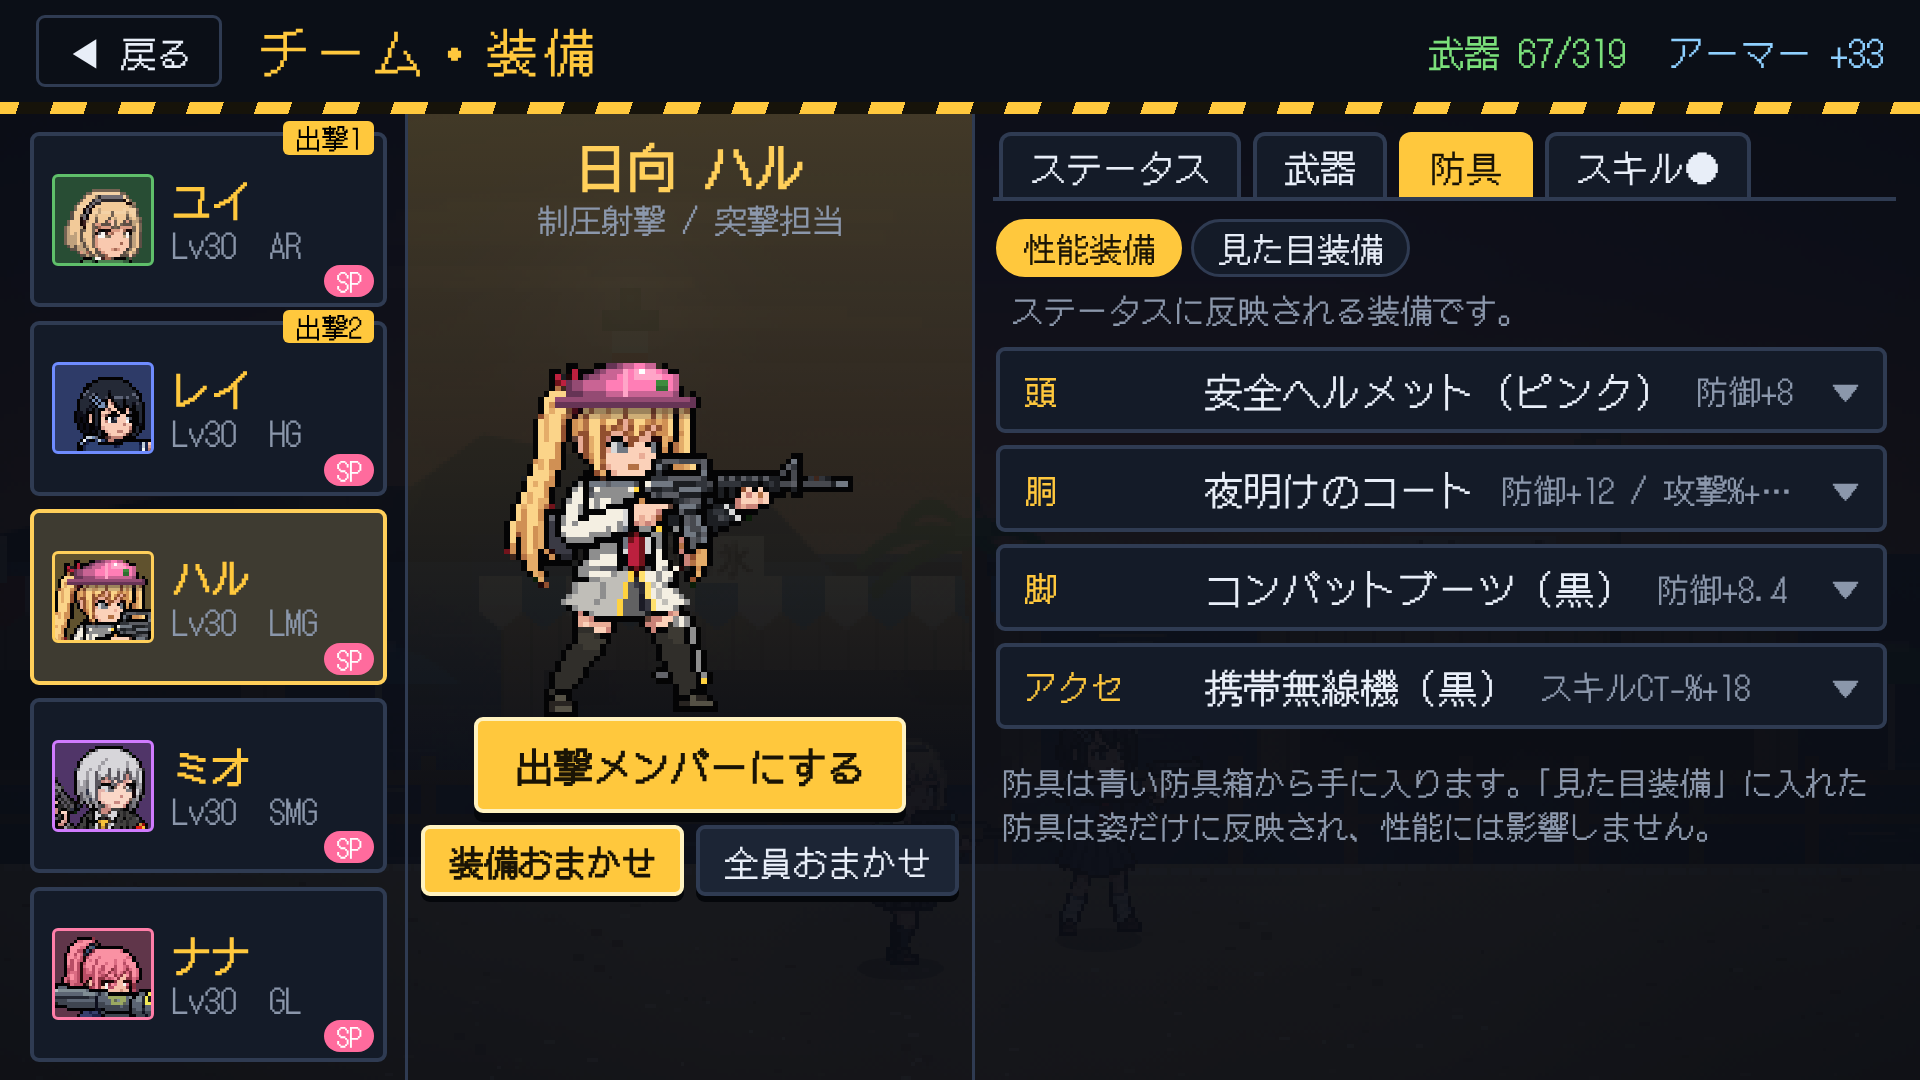 ◀ 戻る
チーム・装備
武器 67/319
アーマー +33
出撃1
ユイ
Lv30 AR
SP
出撃2
レイ
Lv30 HG
SP
ハル
Lv30 LMG
SP
ミオ
Lv30 SMG
SP
ナナ
Lv30 GL
SP
日向 ハル
制圧射撃 / 突撃担当
氷
出撃メンバーにする
装備おまかせ
全員おまかせ
ステータス
武器
防具
スキル●
性能装備
見た目装備
ステータスに反映される装備です。
頭 安全ヘルメット（ピンク） 防御+8 ▼
胴 夜明けのコート 防御+12 / 攻撃%+… ▼
脚 コンバットブーツ（黒） 防御+8.4 ▼
アクセ 携帯無線機（黒） スキルCT-%+18 ▼
防具は青い防具箱から手に入ります。「見た目装備」に入れた
防具は姿だけに反映され、性能には影響しません。